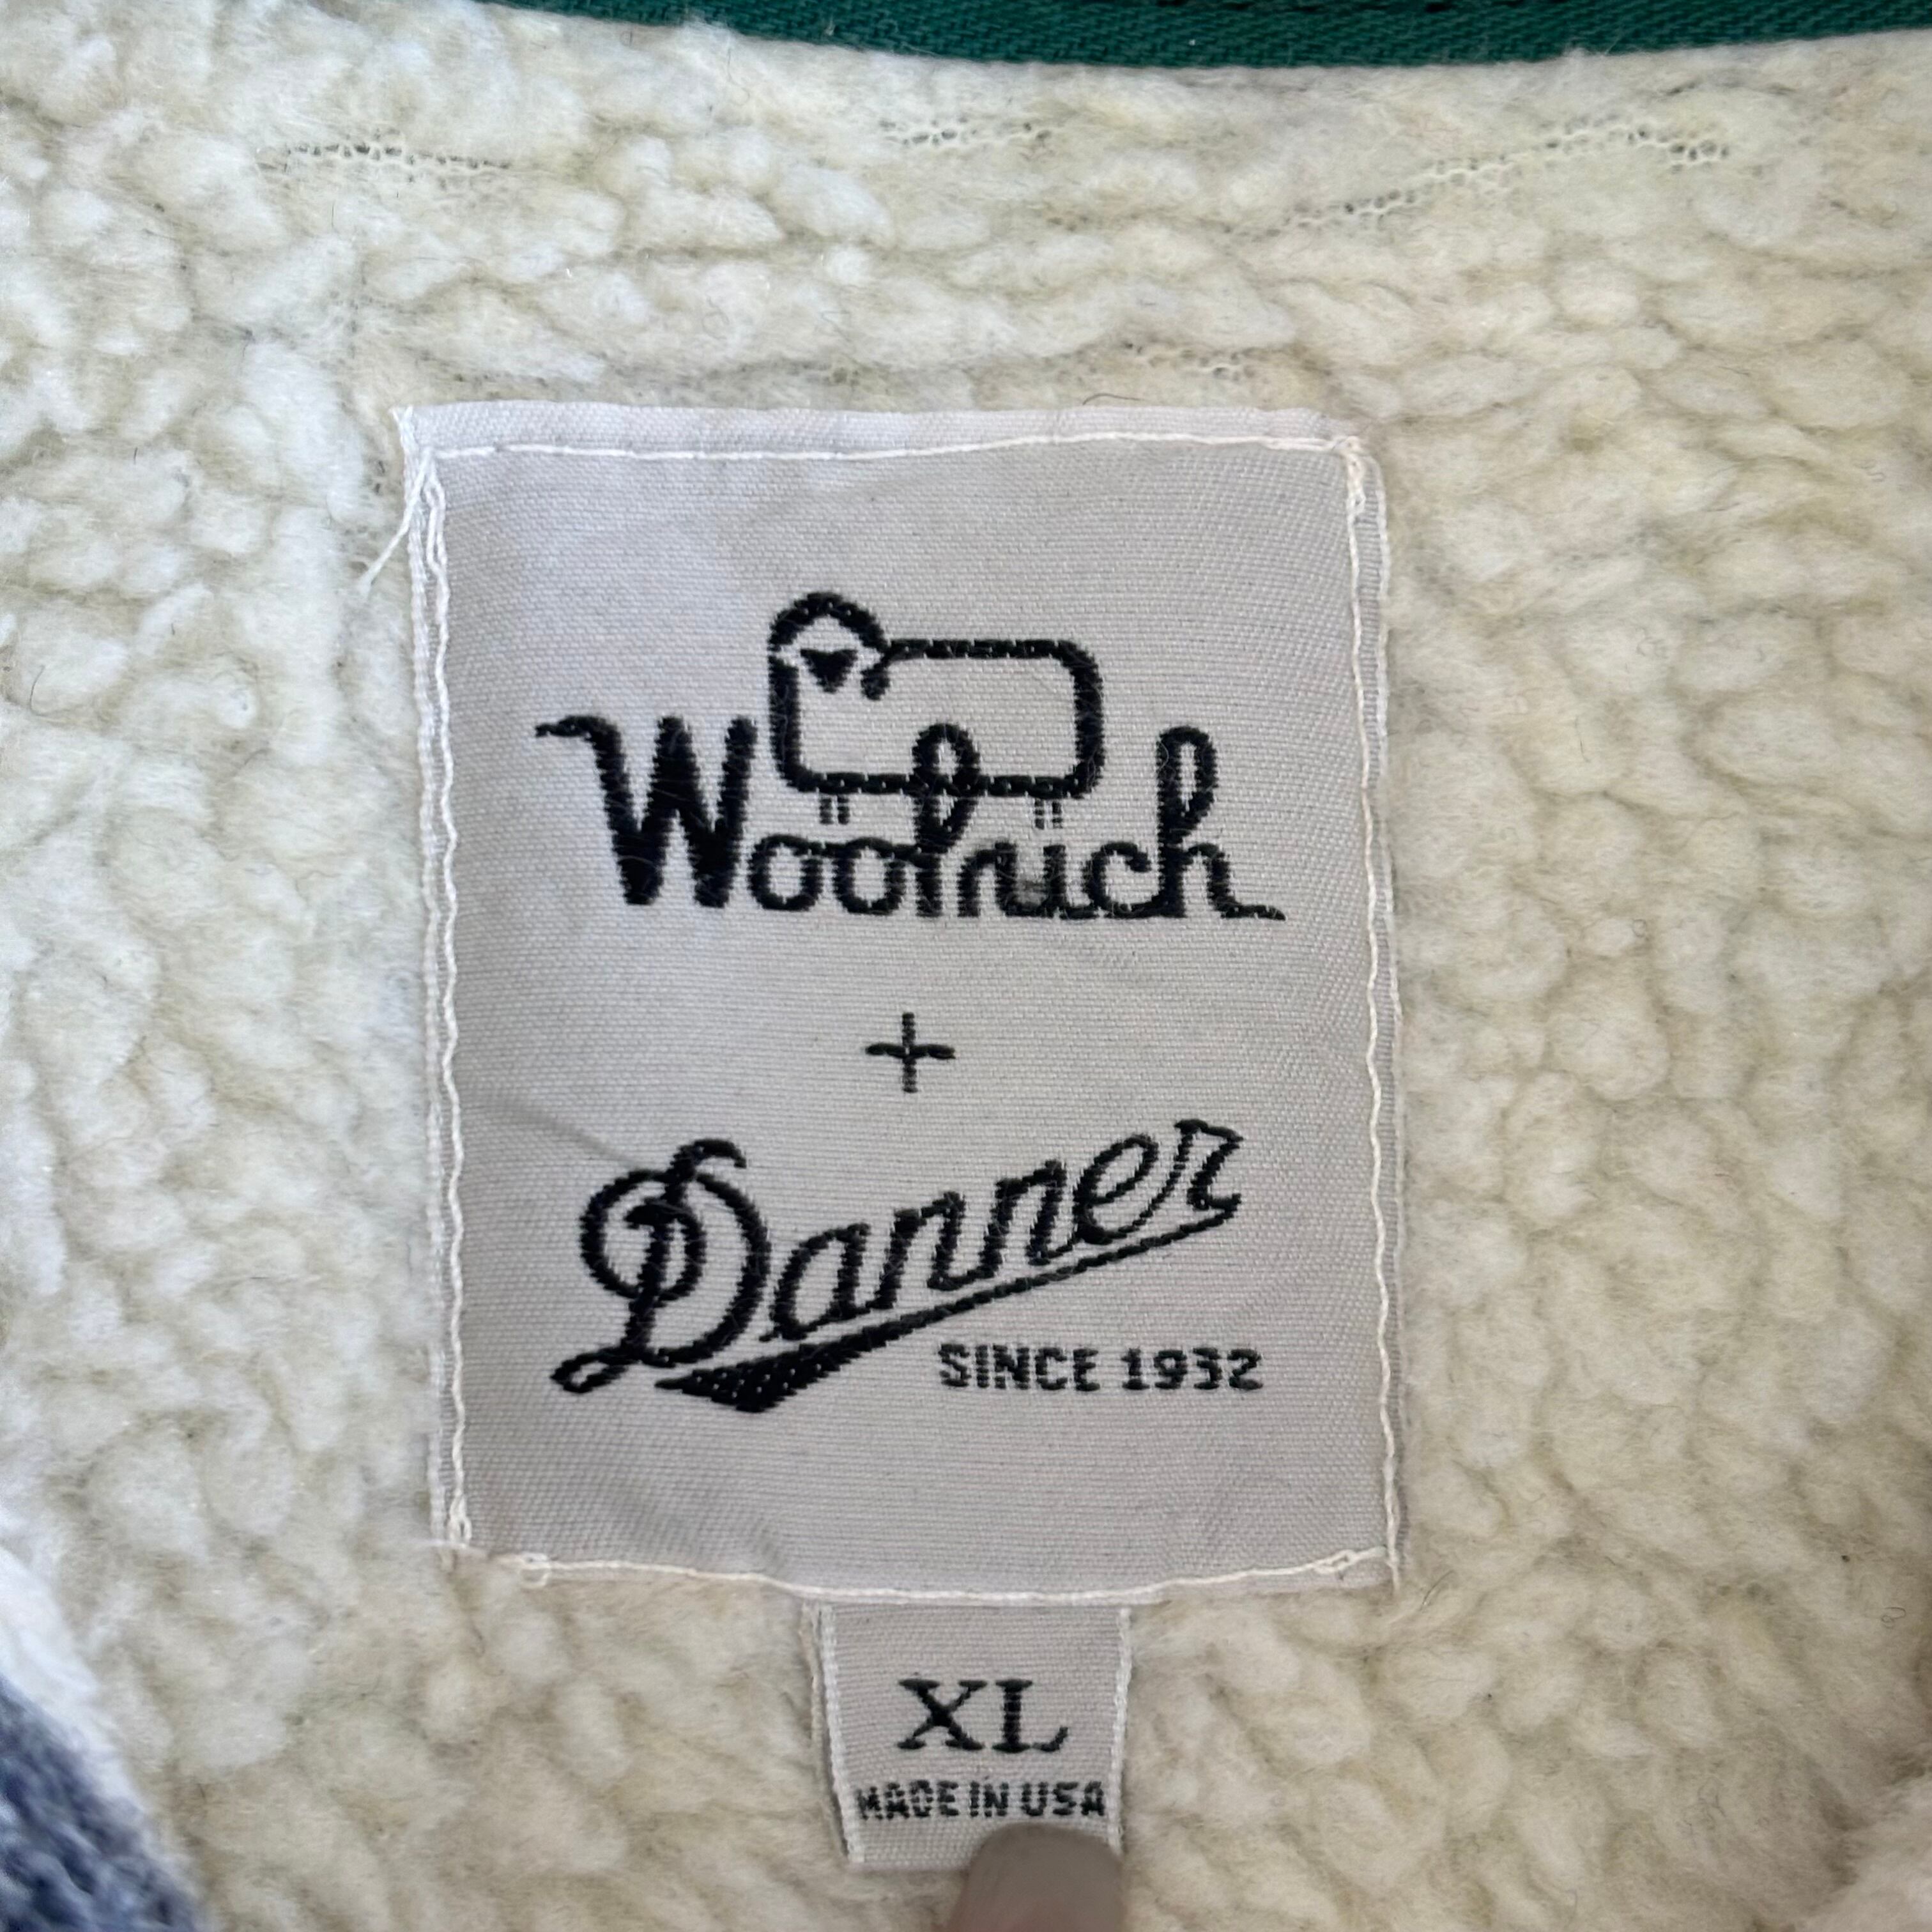 Woolrich
+
Danner
SINCE 1932
XL
MADE IN USA